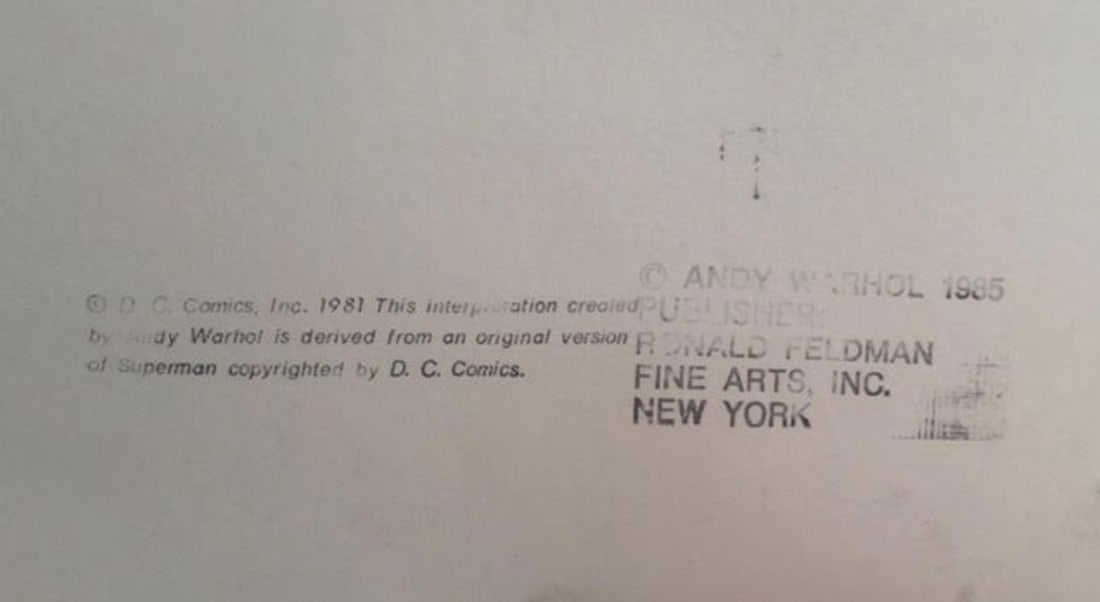 © D. C. Comics, Inc. 1981 This interpretation created
by Andy Warhol is derived from an original version
of Superman copyrighted by D. C. Comics.
© ANDY WARHOL 1985
PUBLISHER:
RONALD FELDMAN
FINE ARTS, INC.
NEW YORK